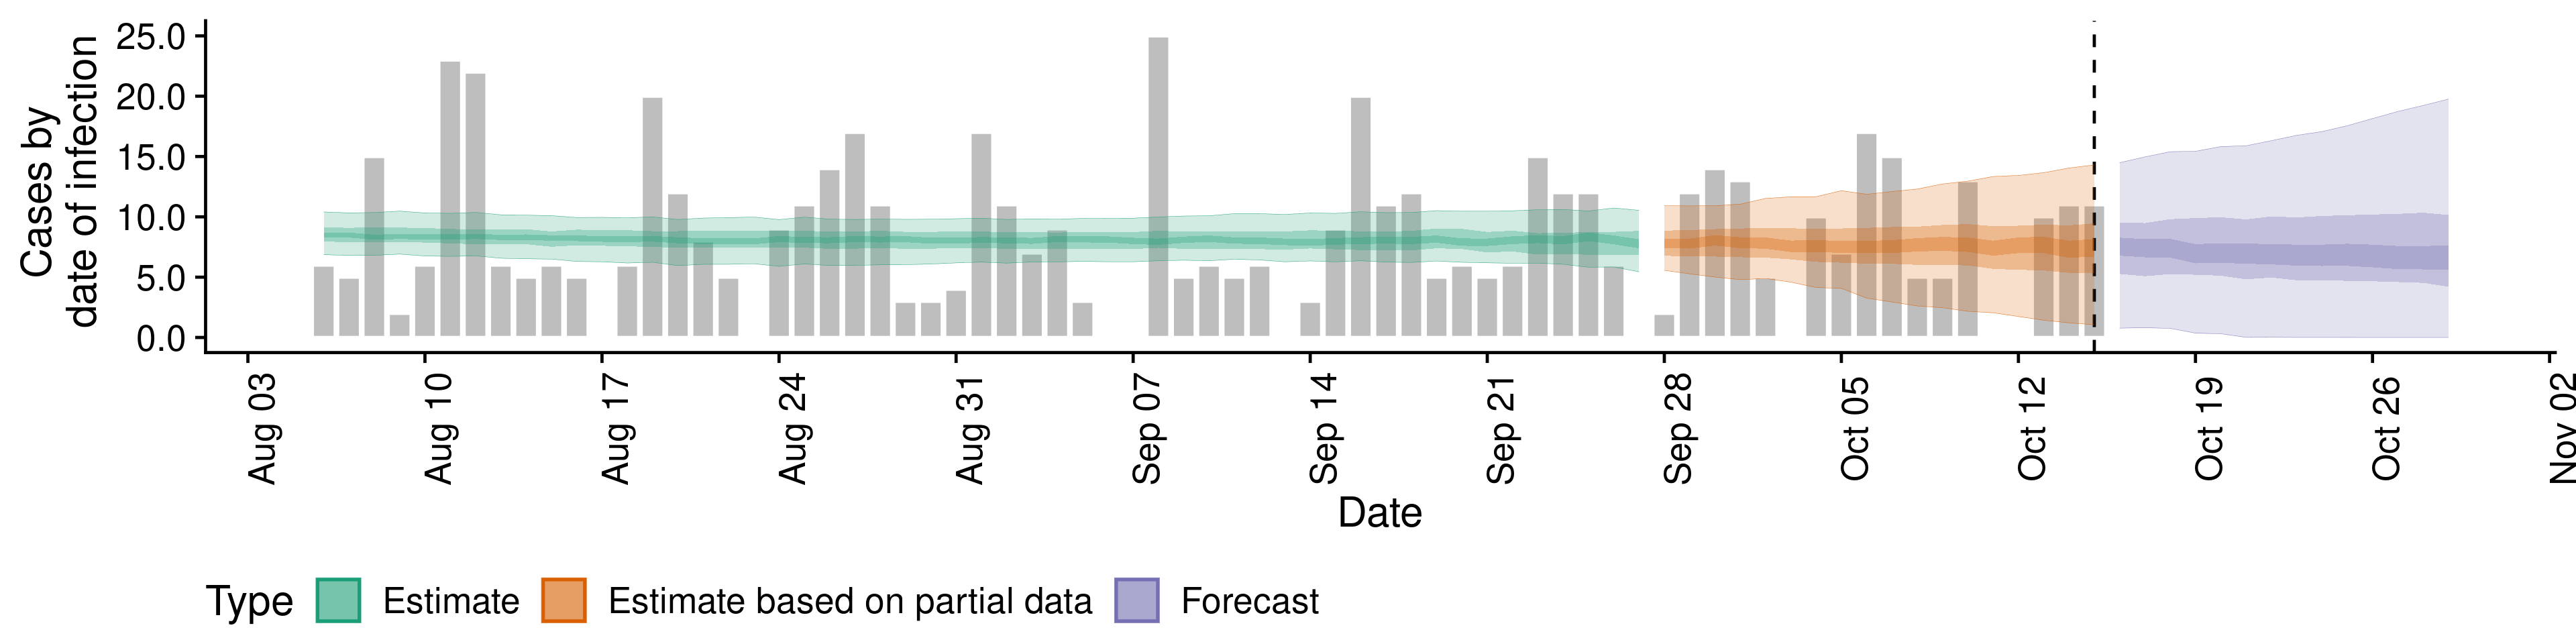 Cases by
date of infection
25.0
20.0
15.0
10.0
5.0
0.0
Aug 03
Aug 10
Aug 17
Aug 24
Aug 31
Sep 07
Sep 14
Sep 21
Sep 28
Oct 05
Oct 12
Oct 19
Oct 26
Nov 02
Date
Type Estimate Estimate based on partial data Forecast